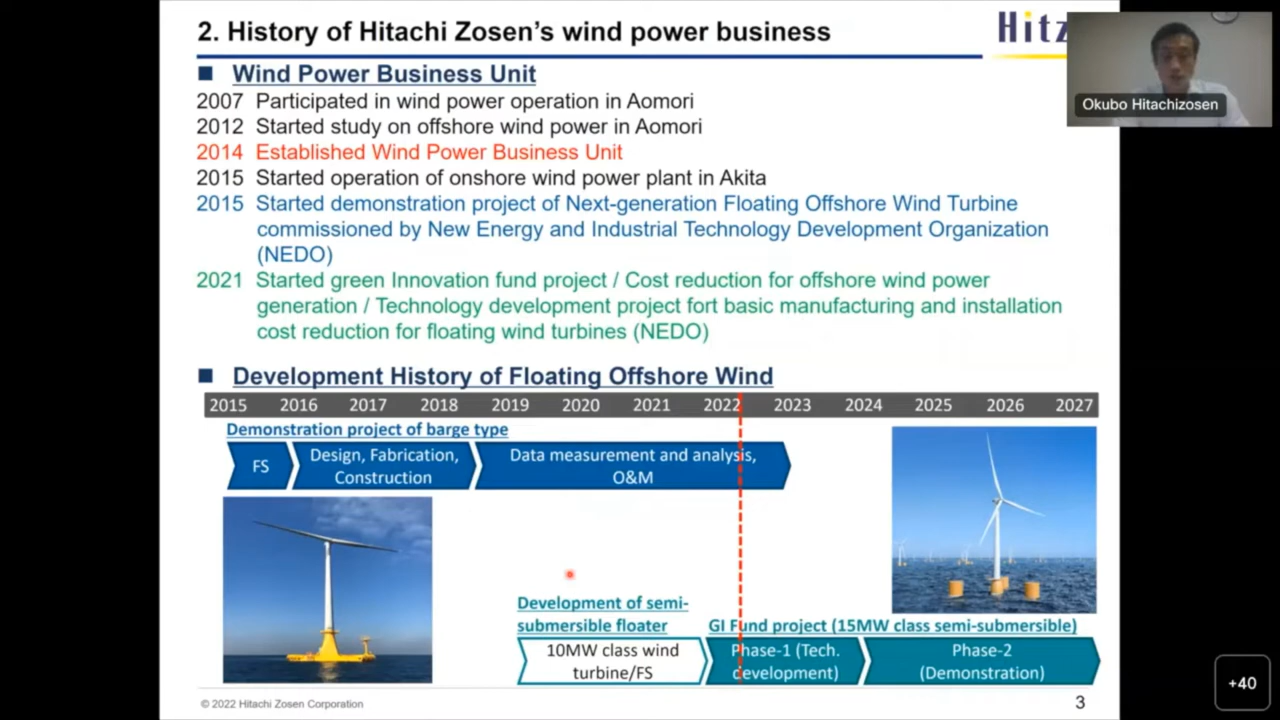 2. History of Hitachi Zosen's wind power business
Hitz
Okubo Hitachizosen
Wind Power Business Unit
2007 Participated in wind power operation in Aomori
2012 Started study on offshore wind power in Aomori
2014 Established Wind Power Business Unit
2015 Started operation of onshore wind power plant in Akita
2015 Started demonstration project of Next-generation Floating Offshore Wind Turbine
commissioned by New Energy and Industrial Technology Development Organization
(NEDO)
2021 Started green Innovation fund project / Cost reduction for offshore wind power
generation / Technology development project fort basic manufacturing and installation
cost reduction for floating wind turbines (NEDO)
Development History of Floating Offshore Wind
2015 2016 2017 2018 2019 2020 2021 2022 2023 2024 2025 2026 2027
Demonstration project of barge type
FS
Design, Fabrication,
Construction
Data measurement and analysis,
O&M
Development of semi-
submersible floater
10MW class wind
turbine/FS
GI Fund project (15MW class semi-submersible)
Phase-1 (Tech.
development)
Phase-2
(Demonstration)
© 2022 Hitachi Zosen Corporation
3
+40